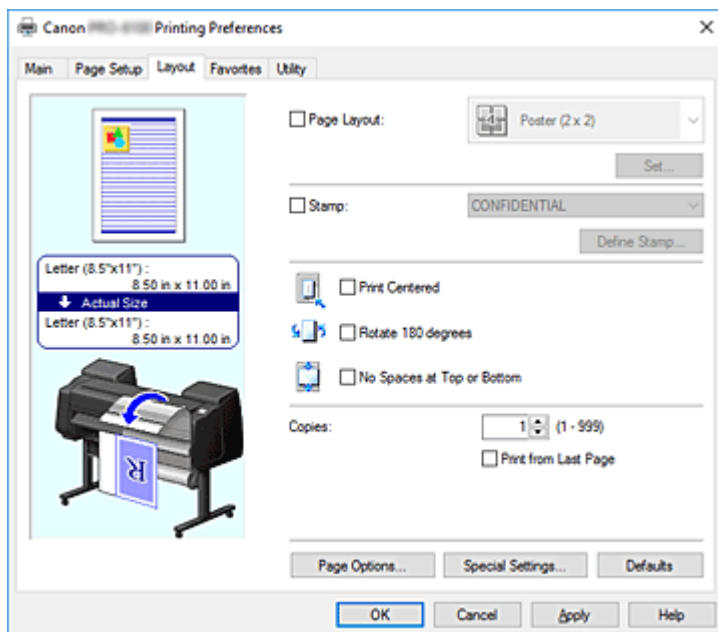 Canon Printing Preferences
Main Page Setup Layout Favorites Utility
Page Layout: Poster (2 x 2)
Set...
Stamp: CONFIDENTIAL
Define Stamp...
Letter (8.5"x11") :
8.50 in x 11.00 in
Actual Size
Letter (8.5"x11") :
8.50 in x 11.00 in
Print Centered
Rotate 180 degrees
No Spaces at Top or Bottom
Copies: 1 (1 - 999)
Print from Last Page
R
Page Options... Special Settings... Defaults
OK Cancel Apply Help